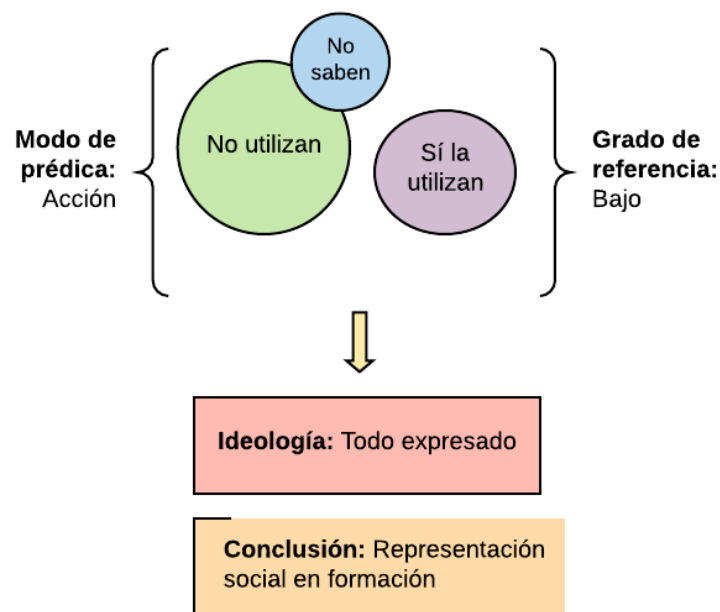 No
saben
No utilizan
Sí la
utilizan
Modo de
prédica:
Acción
Grado de
referencia:
Bajo
Ideología: Todo expresado
Conclusión: Representación
social en formación